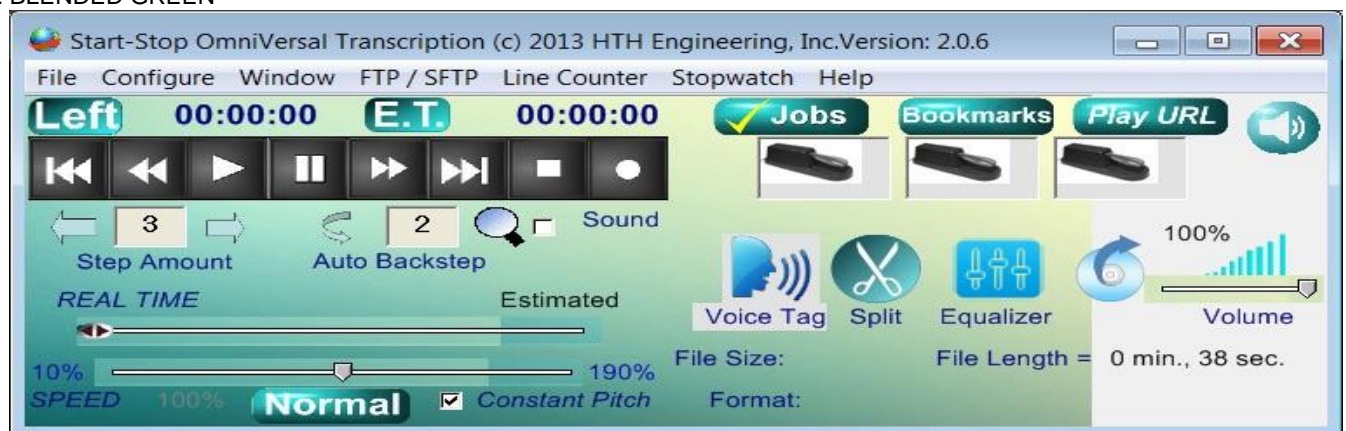 BLENDED GREEN
Start-Stop OmniVersal Transcription (c) 2013 HTH Engineering, Inc.Version: 2.0.6
File Configure Window FTP / SFTP Line Counter Stopwatch Help
Left 00:00:00 E.T. 00:00:00 Jobs Bookmarks Play URL
3 2 Sound
Step Amount Auto Backstep
100%
REAL TIME Estimated
Voice Tag Split Equalizer Volume
10% 190%
File Size: File Length = 0 min., 38 sec.
SPEED 100% Normal Constant Pitch Format: